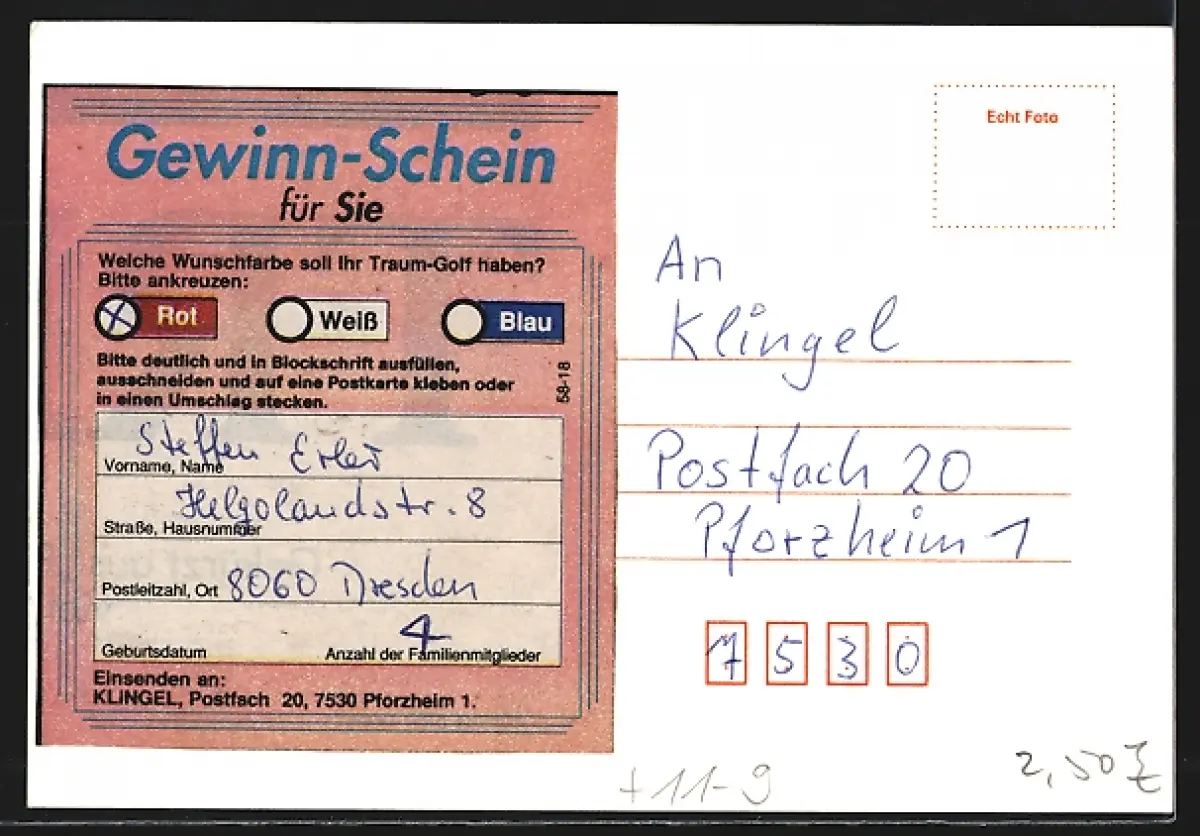 Gewinn-Schein
für Sie
Welche Wunschfarbe soll Ihr Traum-Golf haben?
Bitte ankreuzen:
Rot Weiß Blau
Bitte deutlich und in Blockschrift ausfüllen,
ausschneiden und auf eine Postkarte kleben oder
in einen Umschlag stecken.
58-18
Steffen Erler
Vorname, Name
Helgolandstr. 8
Straße, Hausnummer
Postleitzahl, Ort 8060 Dresden
4
Geburtsdatum Anzahl der Familienmitglieder
Einsenden an:
KLINGEL, Postfach 20, 7530 Pforzheim 1.
Echt Foto
An
Klingel
Postfach 20
Pforzheim 1
7530
+11-9
2,50